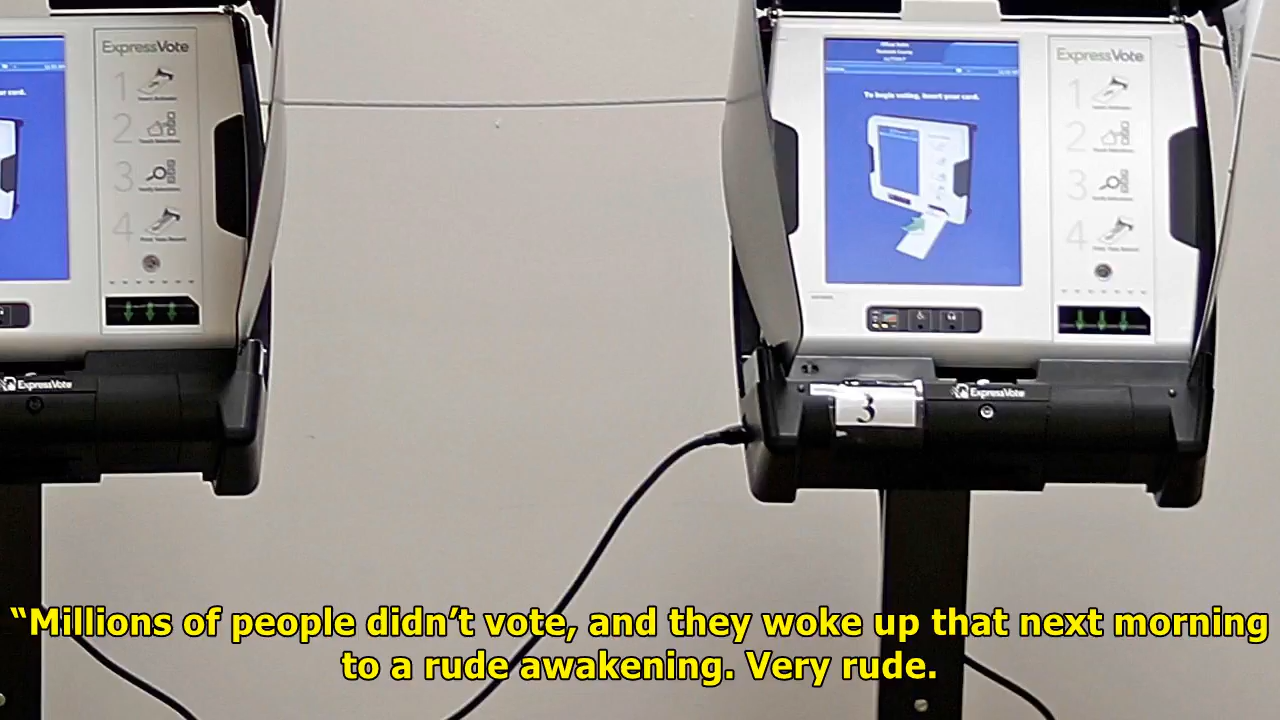 ExpressVote
1
2
3
4
ExpressVote
To begin voting, insert your card.
ExpressVote
1
2
3
4
ExpressVote
3
ExpressVote
“Millions of people didn’t vote, and they woke up that next morning
to a rude awakening. Very rude.